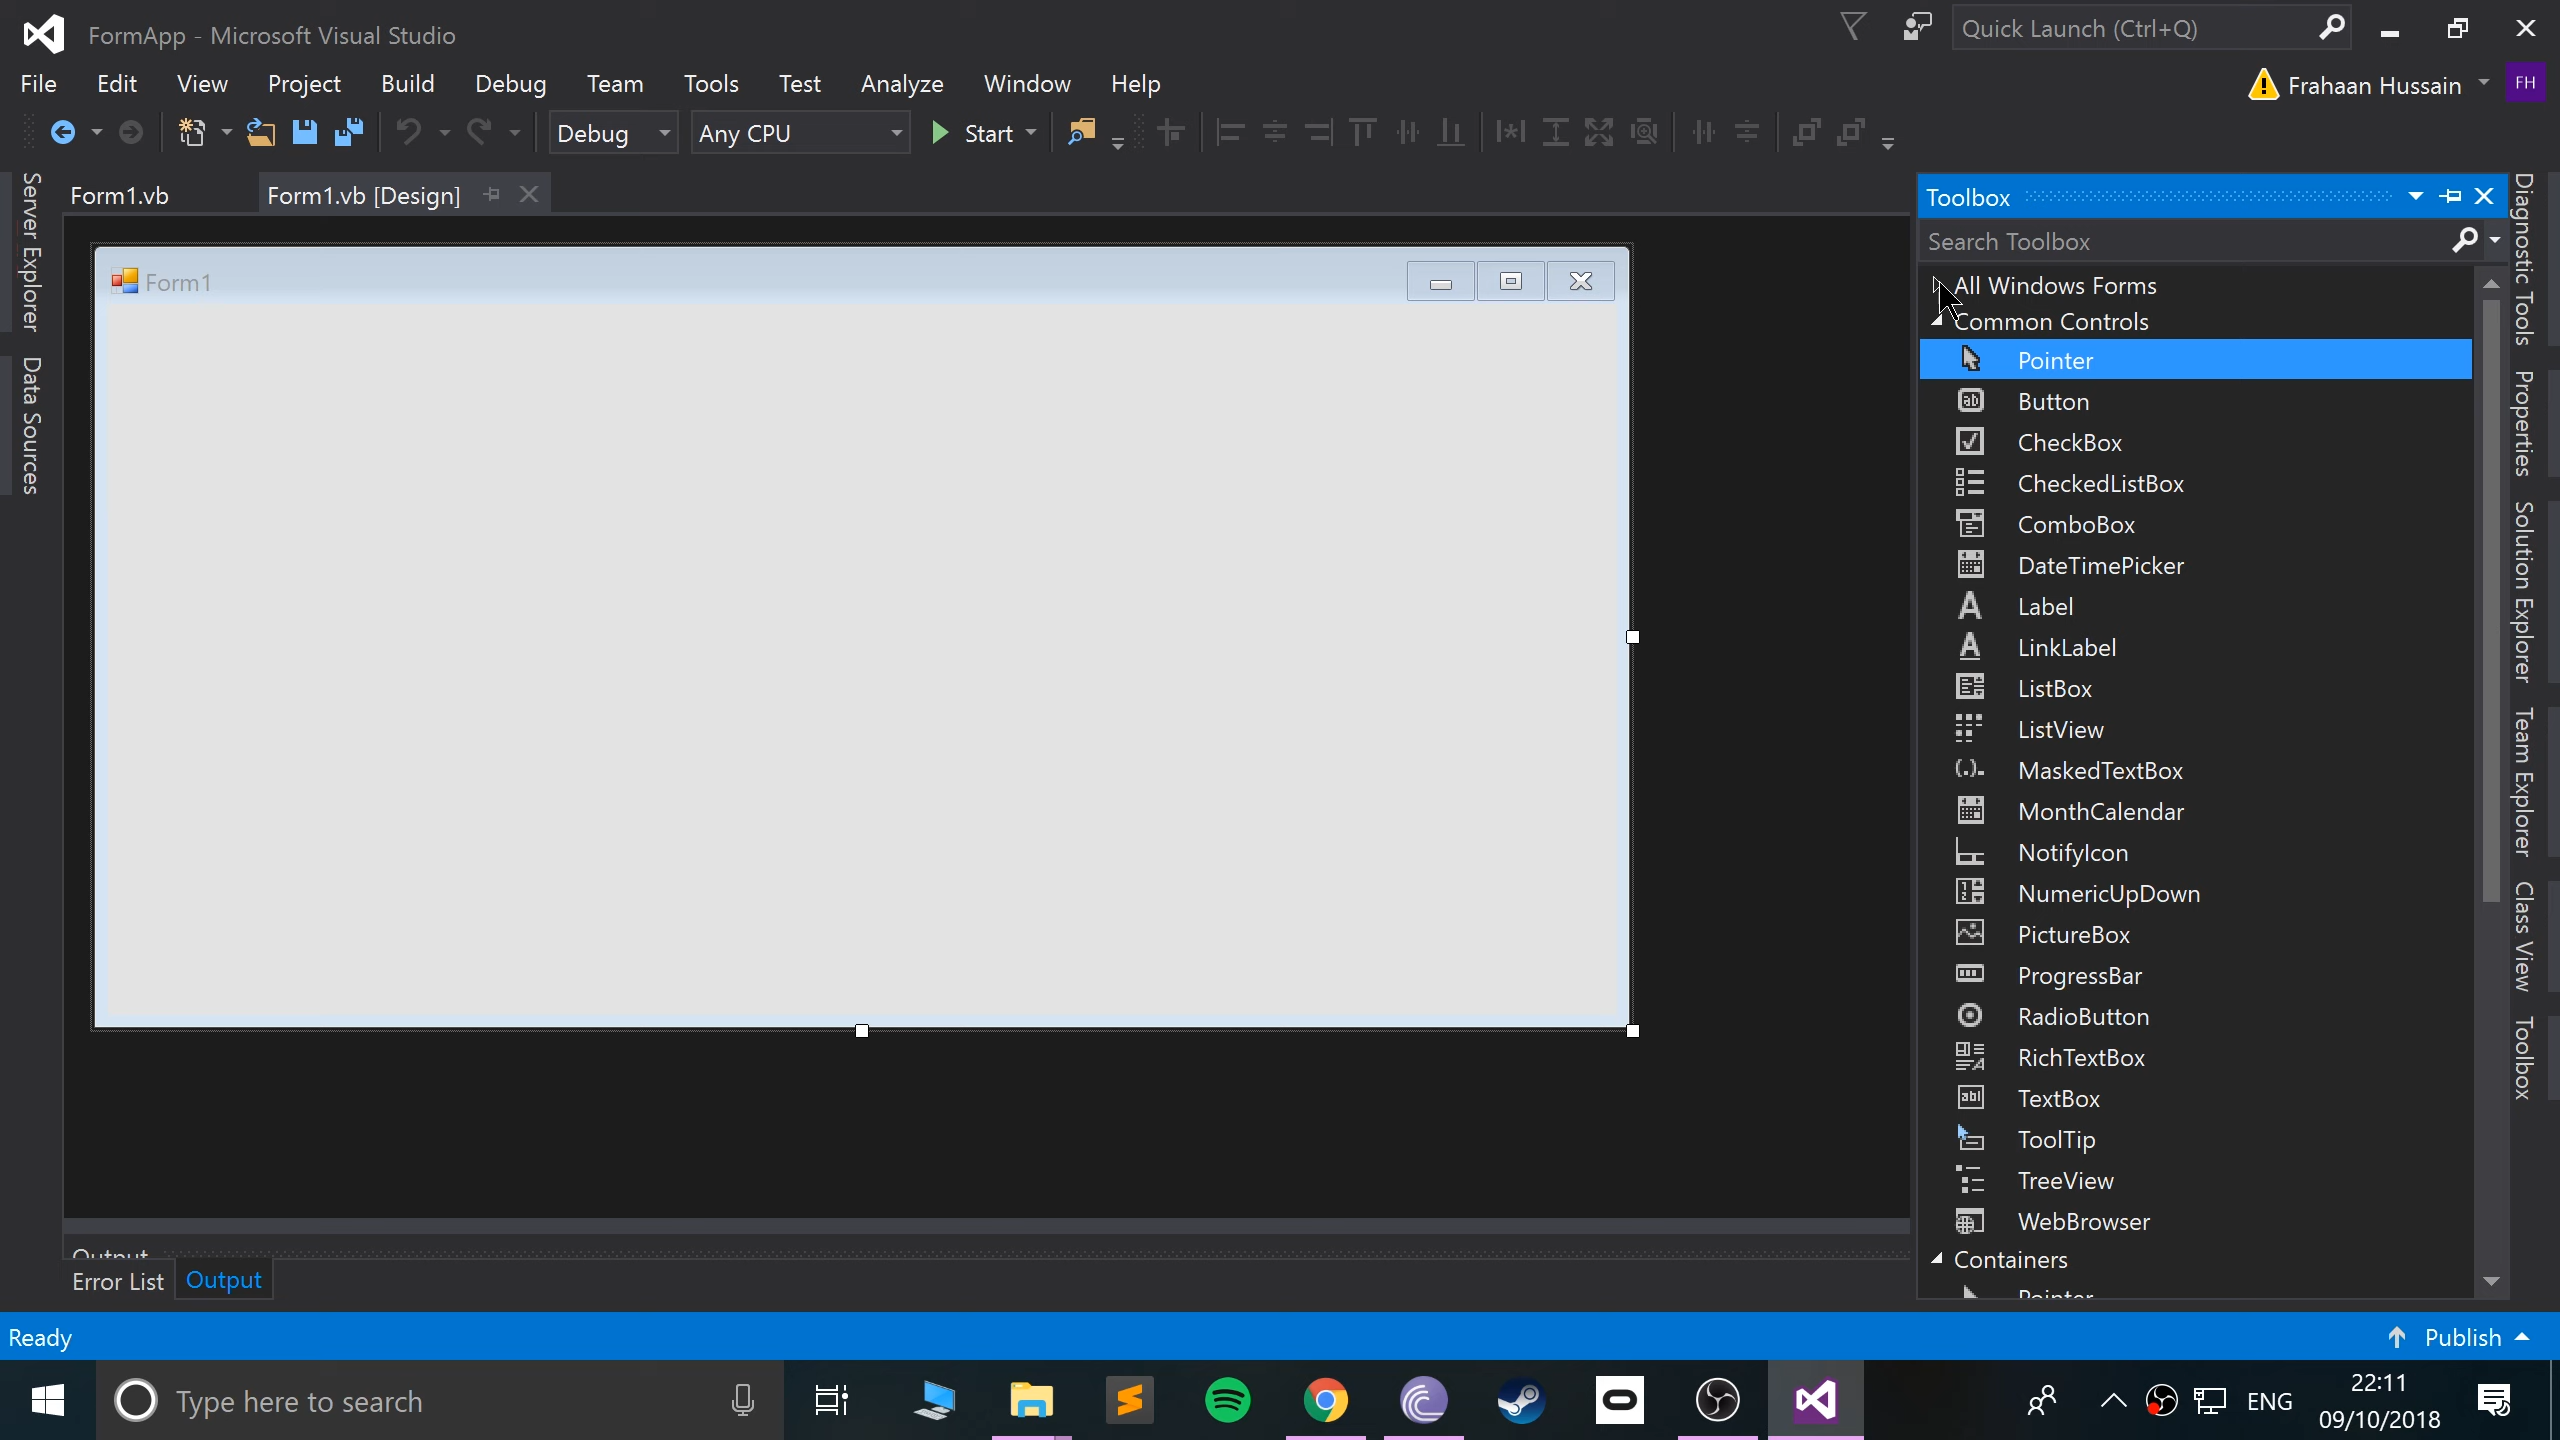 FormApp - Microsoft Visual Studio
Quick Launch (Ctrl+Q)
File Edit View Project Build Debug Team Tools Test Analyze Window Help
Frahaan Hussain
FH
Debug
Any CPU
Start
Server Explorer
Data Sources
Form1.vb
Form1.vb [Design]
Form1
Toolbox
Search Toolbox
All Windows Forms
Common Controls
Pointer
Button
CheckBox
CheckedListBox
ComboBox
DateTimePicker
Label
LinkLabel
ListBox
ListView
MaskedTextBox
MonthCalendar
NotifyIcon
NumericUpDown
PictureBox
ProgressBar
RadioButton
RichTextBox
TextBox
ToolTip
TreeView
WebBrowser
Containers
Pointer
Diagnostic Tools
Properties
Solution Explorer
Team Explorer
Class View
Toolbox
Output
Error List
Output
Ready
Publish
Type here to search
ENG
22:11
09/10/2018